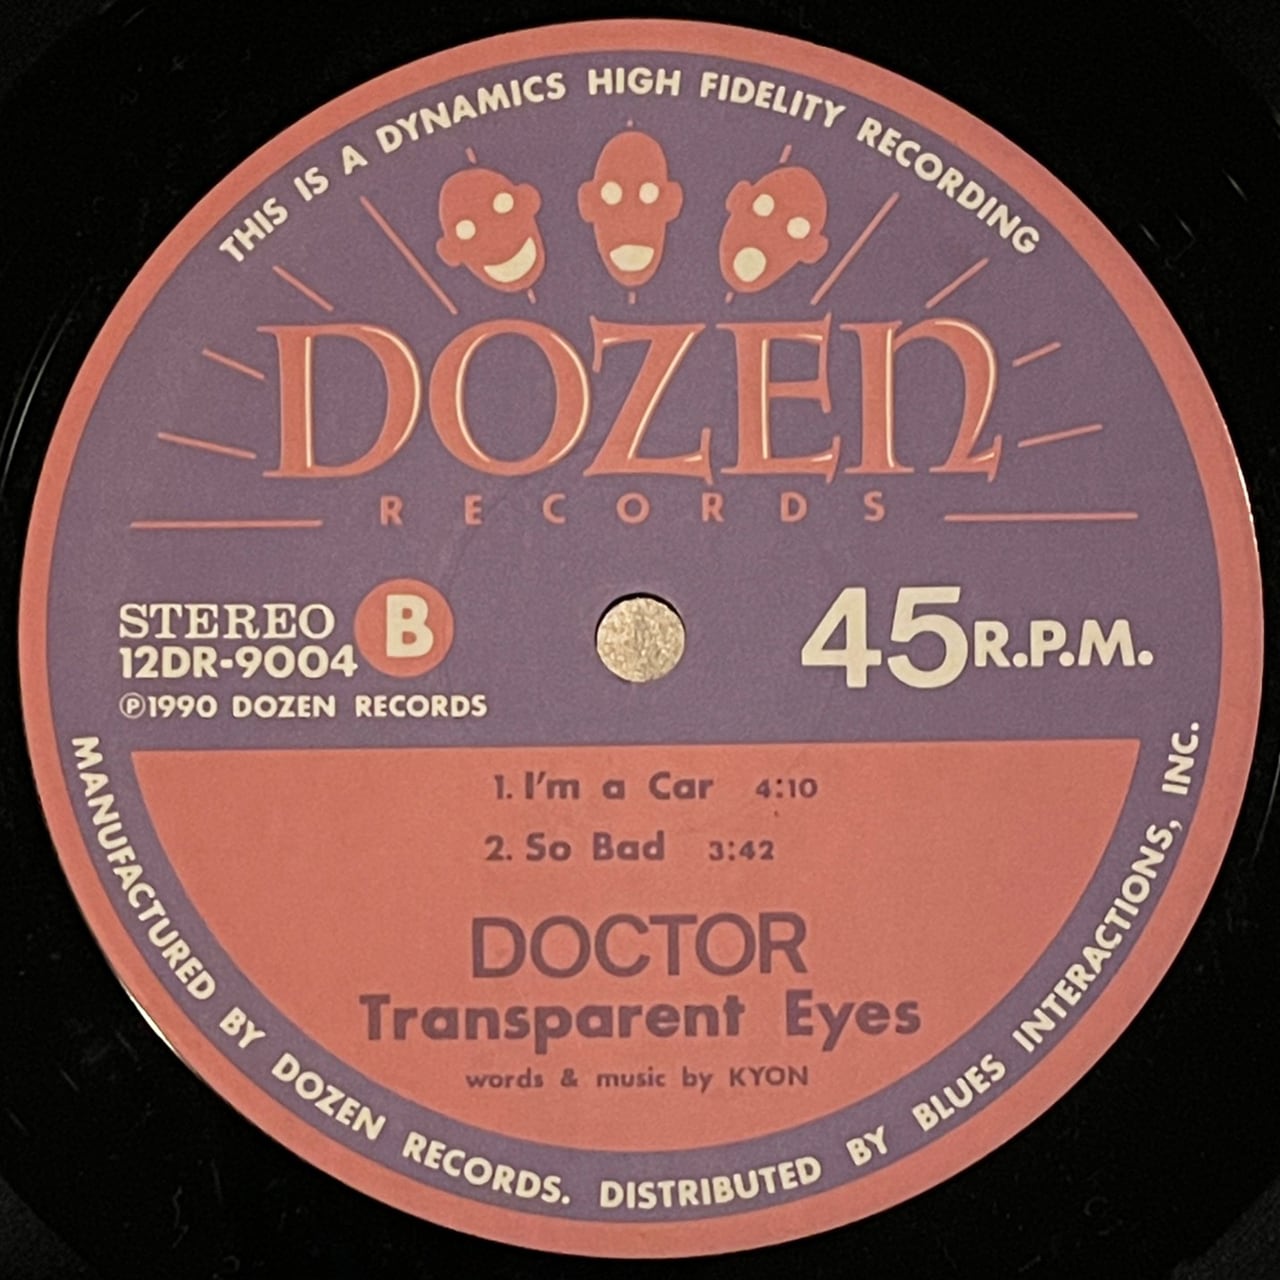 THIS IS A DYNAMICS HIGH FIDELITY RECORDING
DOZEN
RECORDS
STEREO
B
12DR-9004
℗1990 DOZEN RECORDS
45R.P.M.
1. I'm a Car 4:10
2. So Bad 3:42
DOCTOR
Transparent Eyes
words & music by KYON
MANUFACTURED BY DOZEN RECORDS. DISTRIBUTED BY BLUES INTERACTIONS, INC.